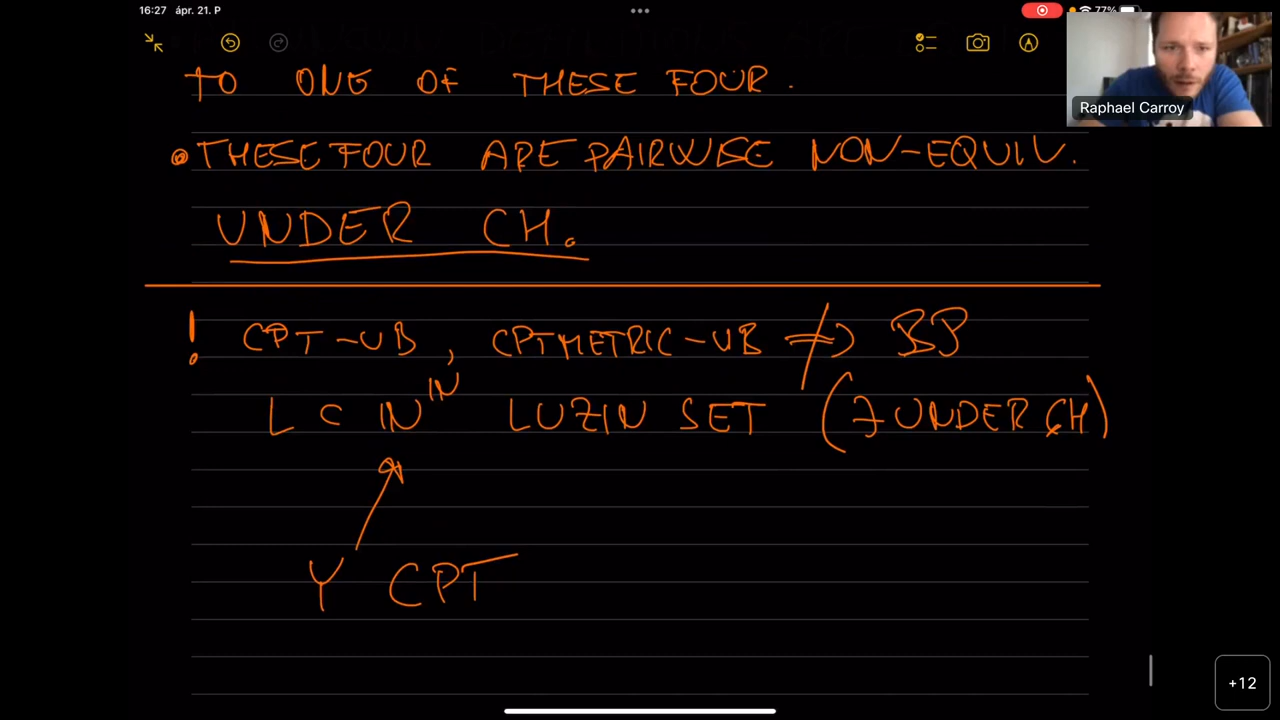 16:27 ápr. 21. P
77%
Raphael Carroy
TO ONE OF THESE FOUR.
THESE FOUR ARE PAIRWISE NON-EQUIV.
UNDER CH.
! CPT-UB, CPTMETRIC-UB ⇏ BP
L ⊂ ℕ^ℕ LUZIN SET (∃ UNDER CH)
Y CPT
+12